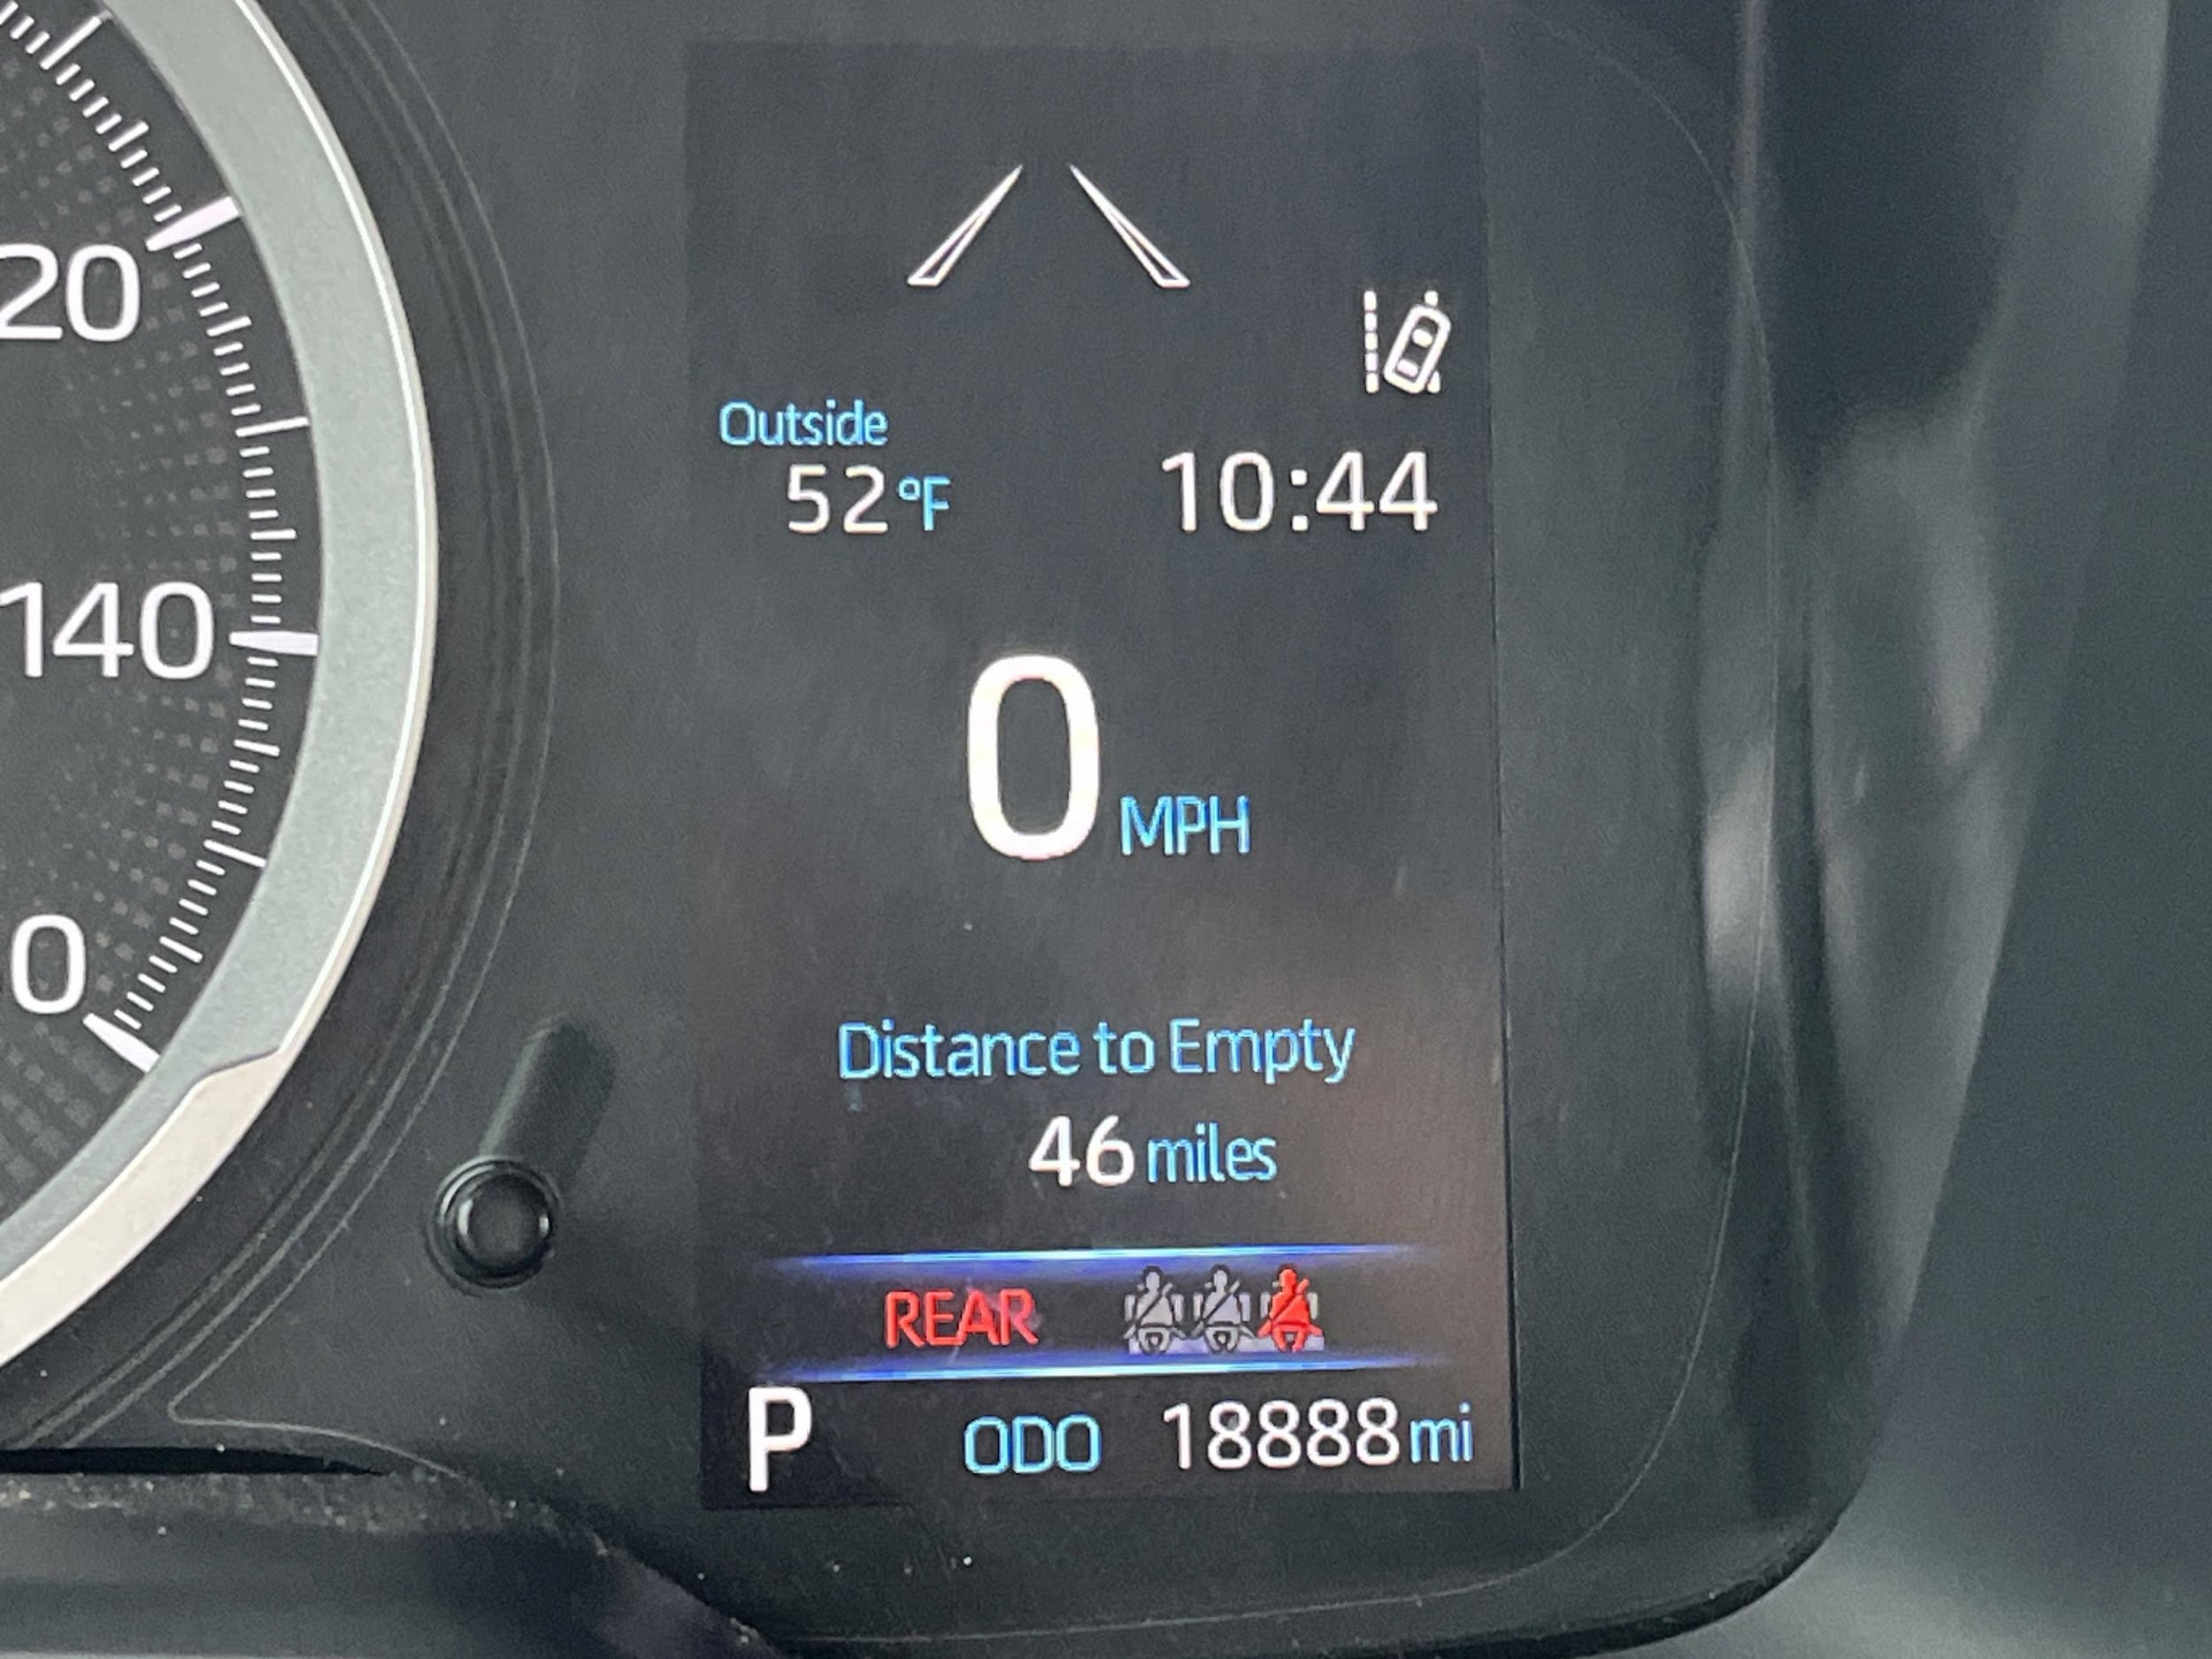 20
140
0
Outside
52 °F
10:44
0 MPH
Distance to Empty
46 miles
REAR
P
ODO 18888 mi